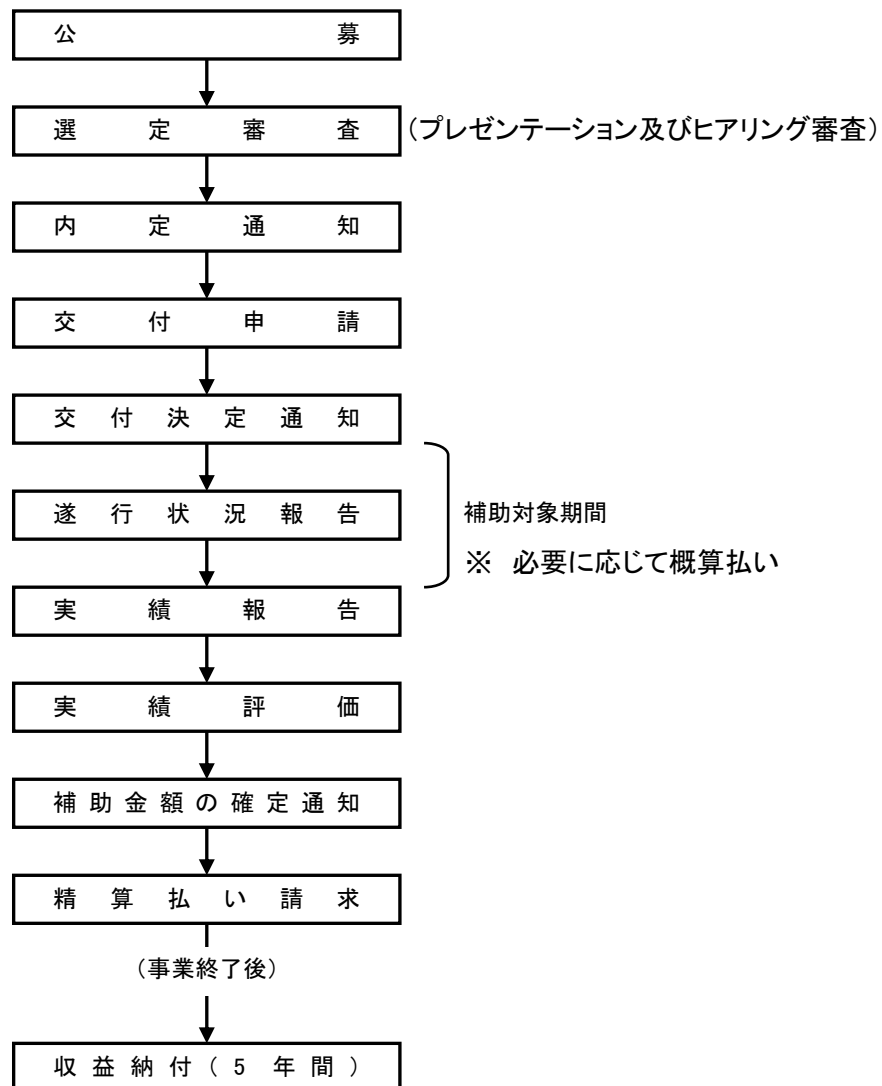 公募
選定審査 (プレゼンテーション及びヒアリング審査)
内定通知
交付申請
交付決定通知
遂行状況報告
補助対象期間
※ 必要に応じて概算払い
実績報告
実績評価
補助金額の確定通知
精算払い請求
(事業終了後)
収益納付(5年間)